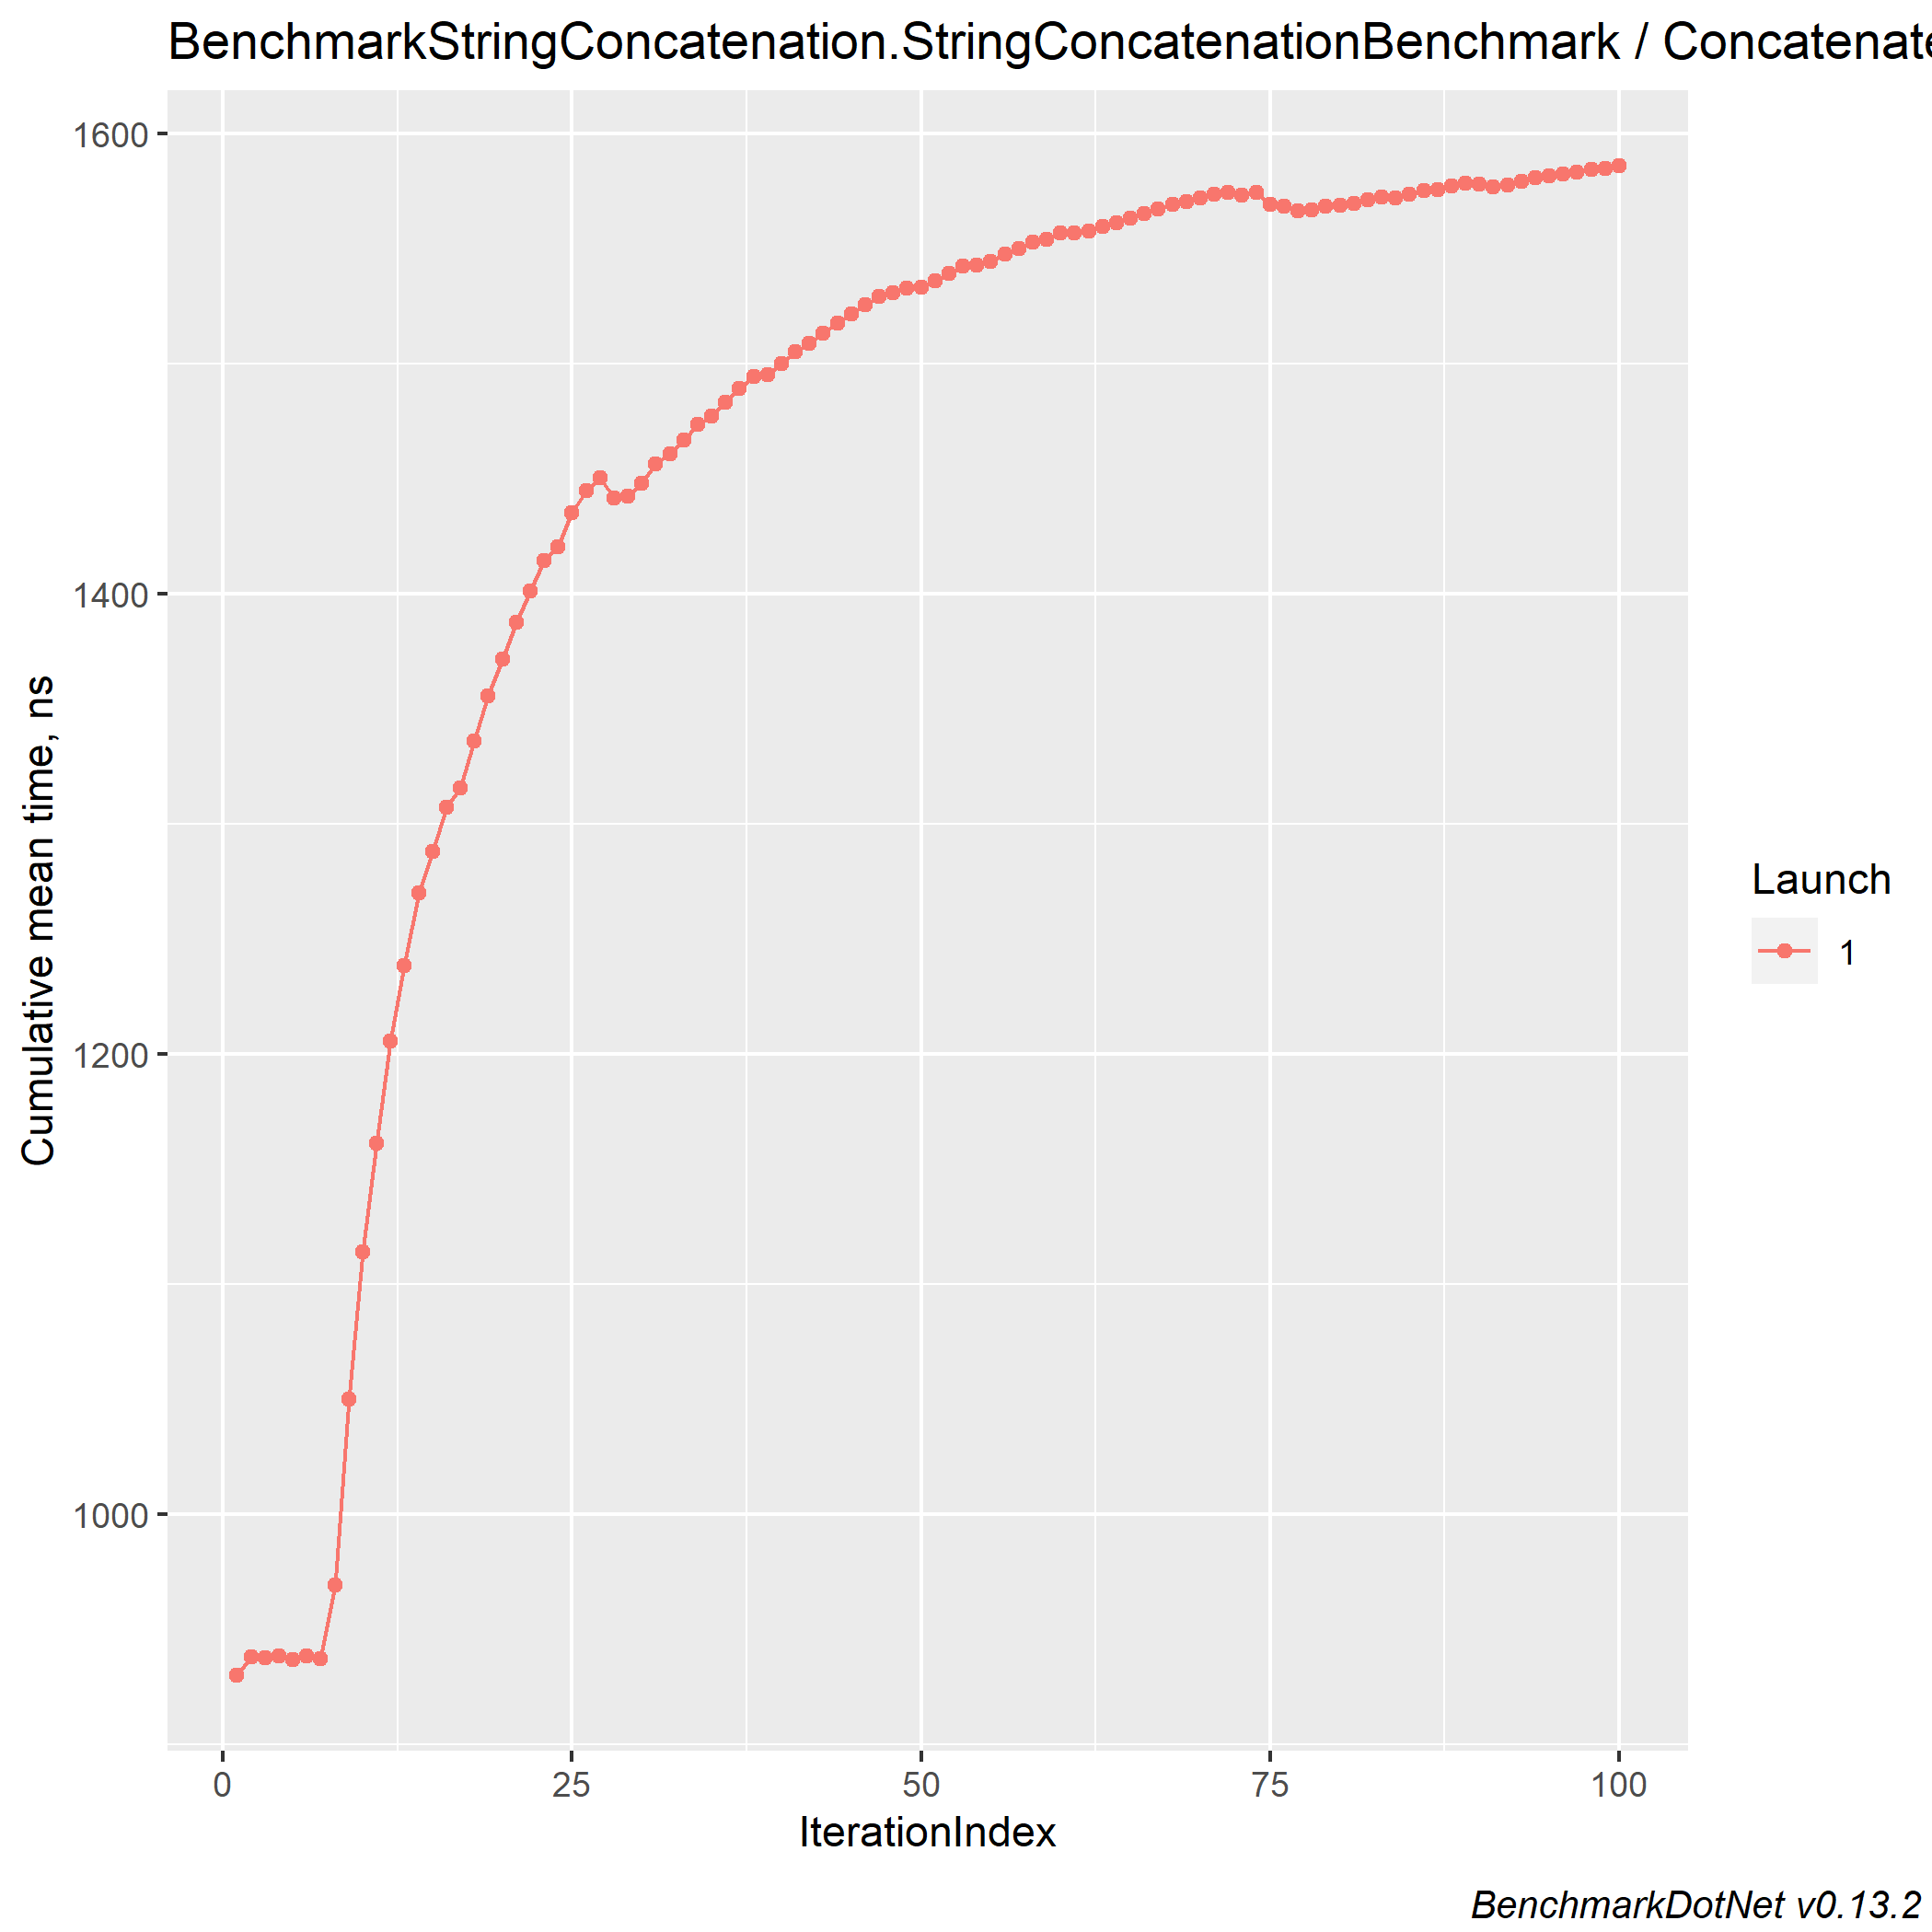 BenchmarkStringConcatenation.StringConcatenationBenchmark / Concatenate
1600
1400
1200
1000
Cumulative mean time, ns
0 25 50 75 100
IterationIndex
Launch
1
BenchmarkDotNet v0.13.2